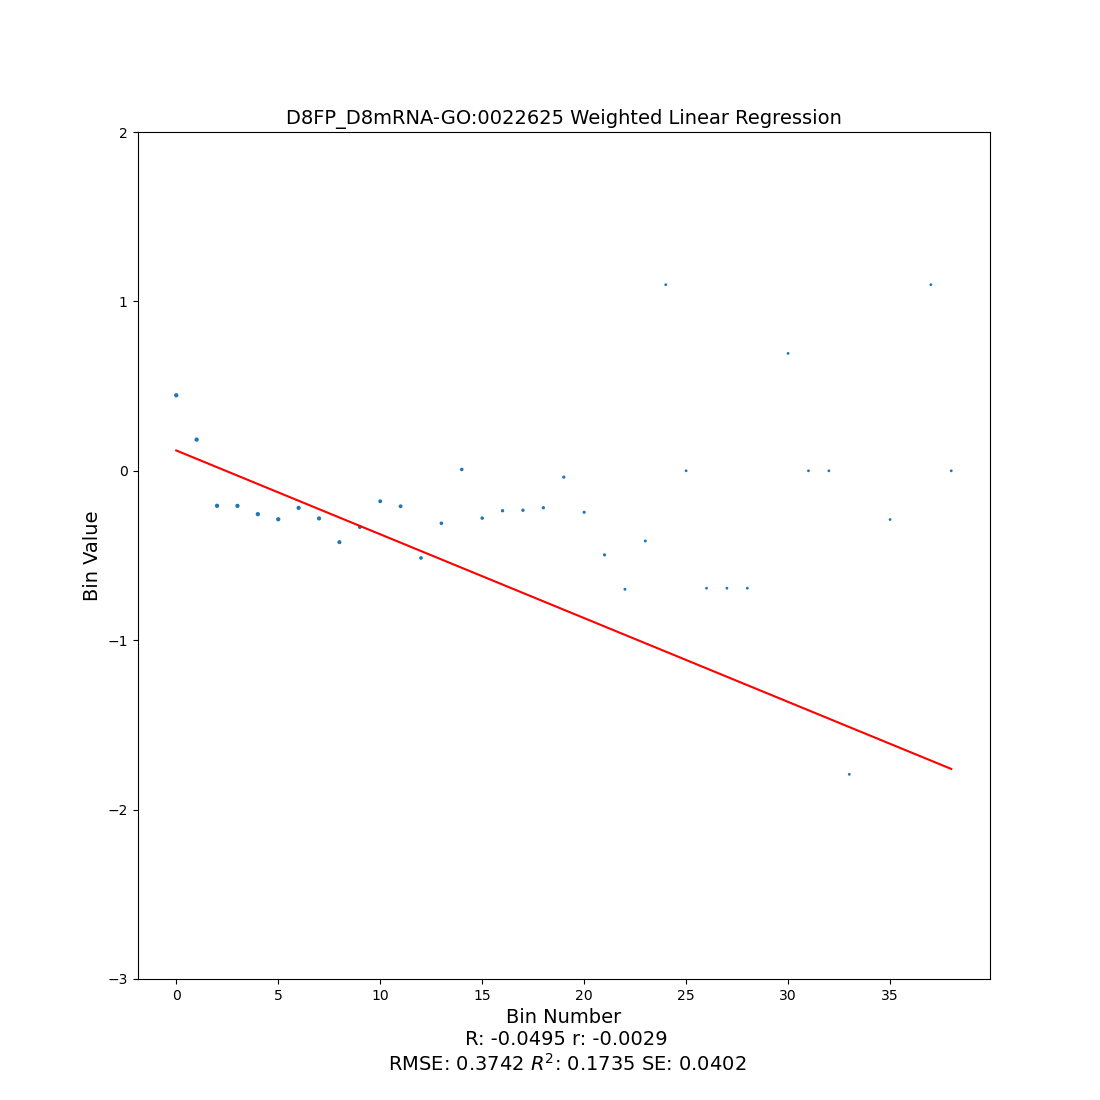 D8FP_D8mRNA-GO:0022625 Weighted Linear Regression
2
1
0
−1
−2
−3
Bin Value
0 5 10 15 20 25 30 35
Bin Number
R: -0.0495 r: -0.0029
RMSE: 0.3742 R²: 0.1735 SE: 0.0402